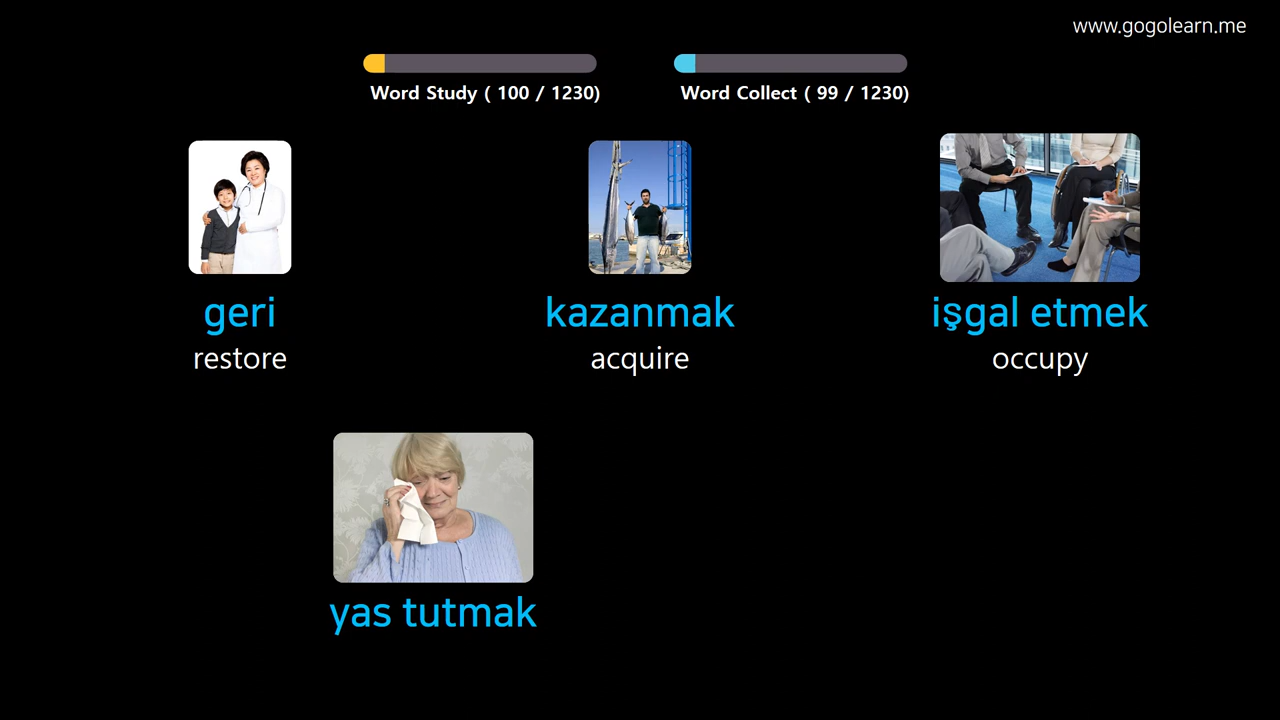 www.gogolearn.me
Word Study ( 100 / 1230)
Word Collect ( 99 / 1230)
geri
kazanmak
işgal etmek
restore
acquire
occupy
yas tutmak